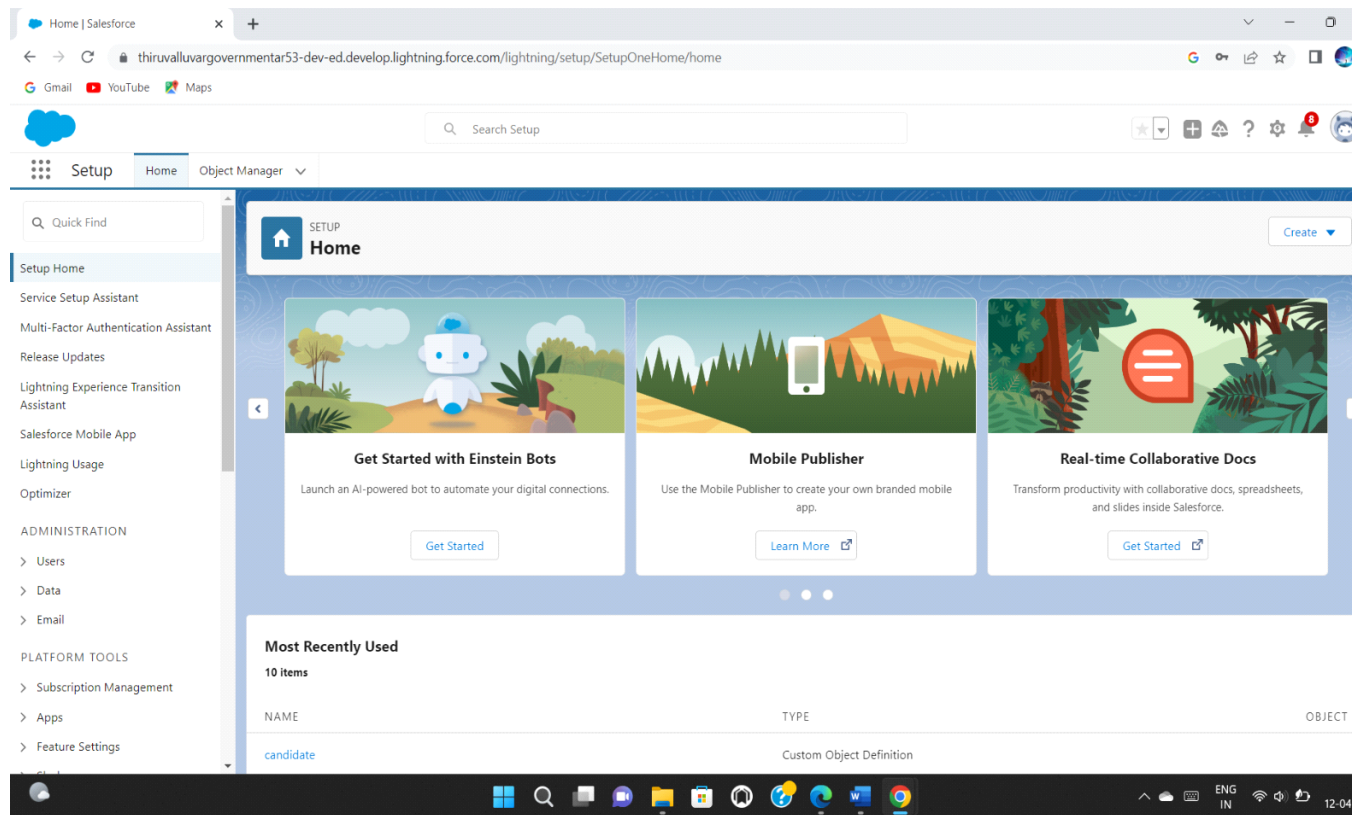 Home | Salesforce
thiruvalluvargovernmentar53-dev-ed.develop.lightning.force.com/lightning/setup/SetupOneHome/home
Gmail YouTube Maps
Search Setup
8
Setup Home Object Manager
Quick Find
Setup Home
Service Setup Assistant
Multi-Factor Authentication Assistant
Release Updates
Lightning Experience Transition
Assistant
Salesforce Mobile App
Lightning Usage
Optimizer
ADMINISTRATION
Users
Data
Email
PLATFORM TOOLS
Subscription Management
Apps
Feature Settings
SETUP
Home
Create
Get Started with Einstein Bots
Launch an AI-powered bot to automate your digital connections.
Get Started
Mobile Publisher
Use the Mobile Publisher to create your own branded mobile
app.
Learn More
Real-time Collaborative Docs
Transform productivity with collaborative docs, spreadsheets,
and slides inside Salesforce.
Get Started
Most Recently Used
10 items
NAME TYPE OBJECT
candidate Custom Object Definition
ENG
IN
12-04